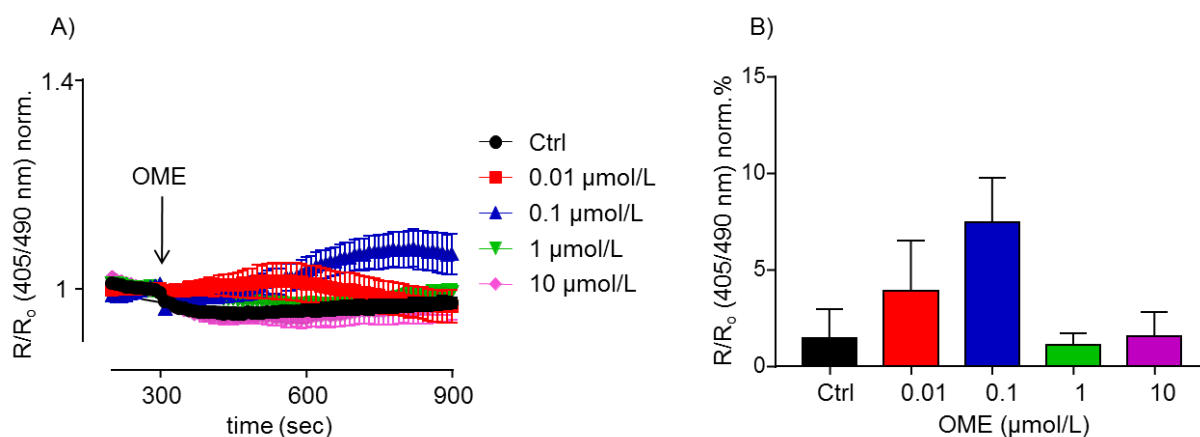 A)
R/R₀ (405/490 nm) norm.
1.4
1
OME
300
600
900
time (sec)
Ctrl
0.01 µmol/L
0.1 µmol/L
1 µmol/L
10 µmol/L
B)
R/R₀ (405/490 nm) norm.%
15
10
5
0
Ctrl
0.01
0.1
1
10
OME (µmol/L)